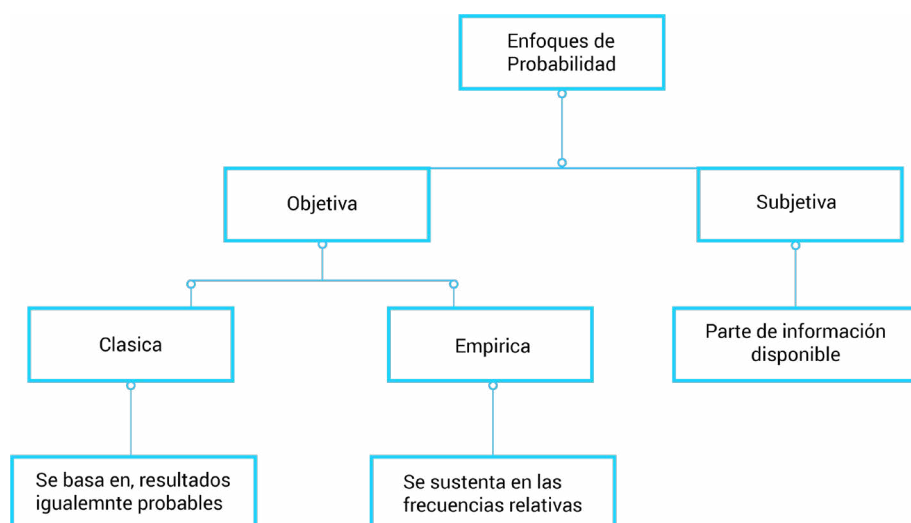 Enfoques de
Probabilidad
Objetiva
Subjetiva
Clasica
Empirica
Parte de información
disponible
Se basa en, resultados
igualemnte probables
Se sustenta en las
frecuencias relativas